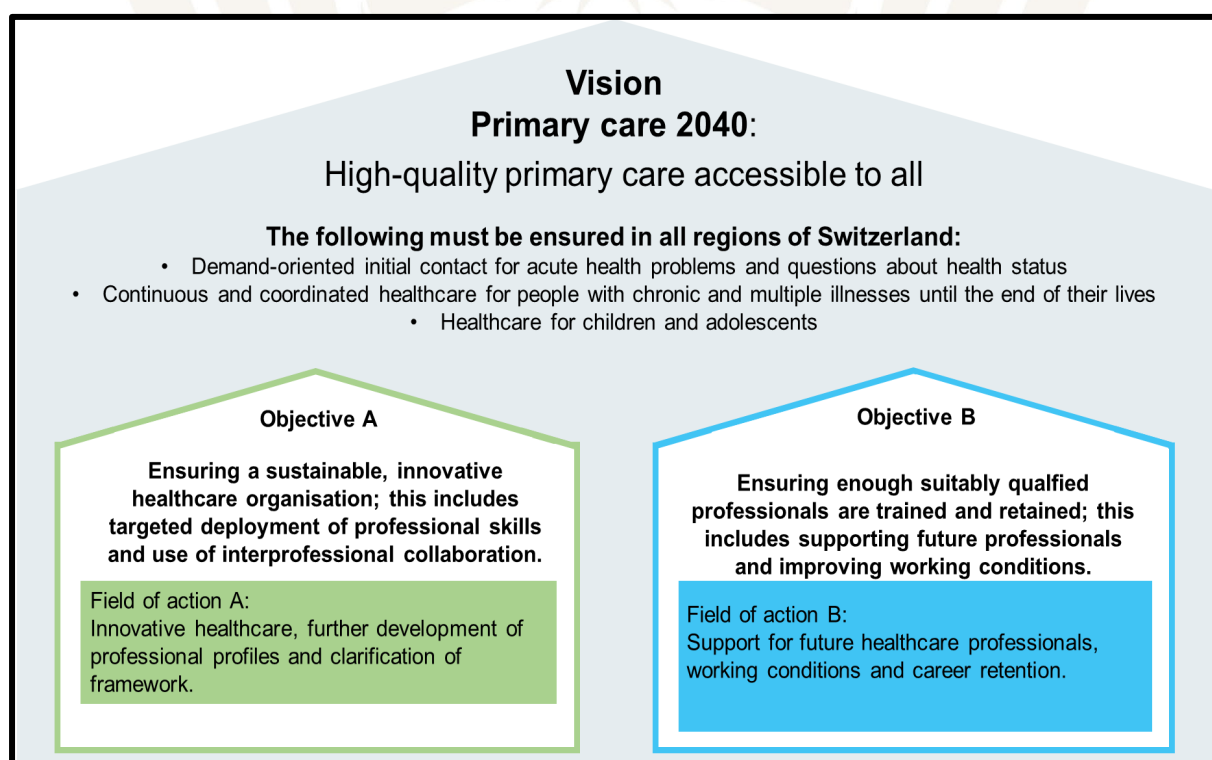 Vision
Primary care 2040:
High-quality primary care accessible to all
The following must be ensured in all regions of Switzerland:
• Demand-oriented initial contact for acute health problems and questions about health status
• Continuous and coordinated healthcare for people with chronic and multiple illnesses until the end of their lives
• Healthcare for children and adolescents
Objective A
Ensuring a sustainable, innovative
healthcare organisation; this includes
targeted deployment of professional skills
and use of interprofessional collaboration.
Field of action A:
Innovative healthcare, further development of
professional profiles and clarification of
framework.
Objective B
Ensuring enough suitably qualfied
professionals are trained and retained; this
includes supporting future professionals
and improving working conditions.
Field of action B:
Support for future healthcare professionals,
working conditions and career retention.